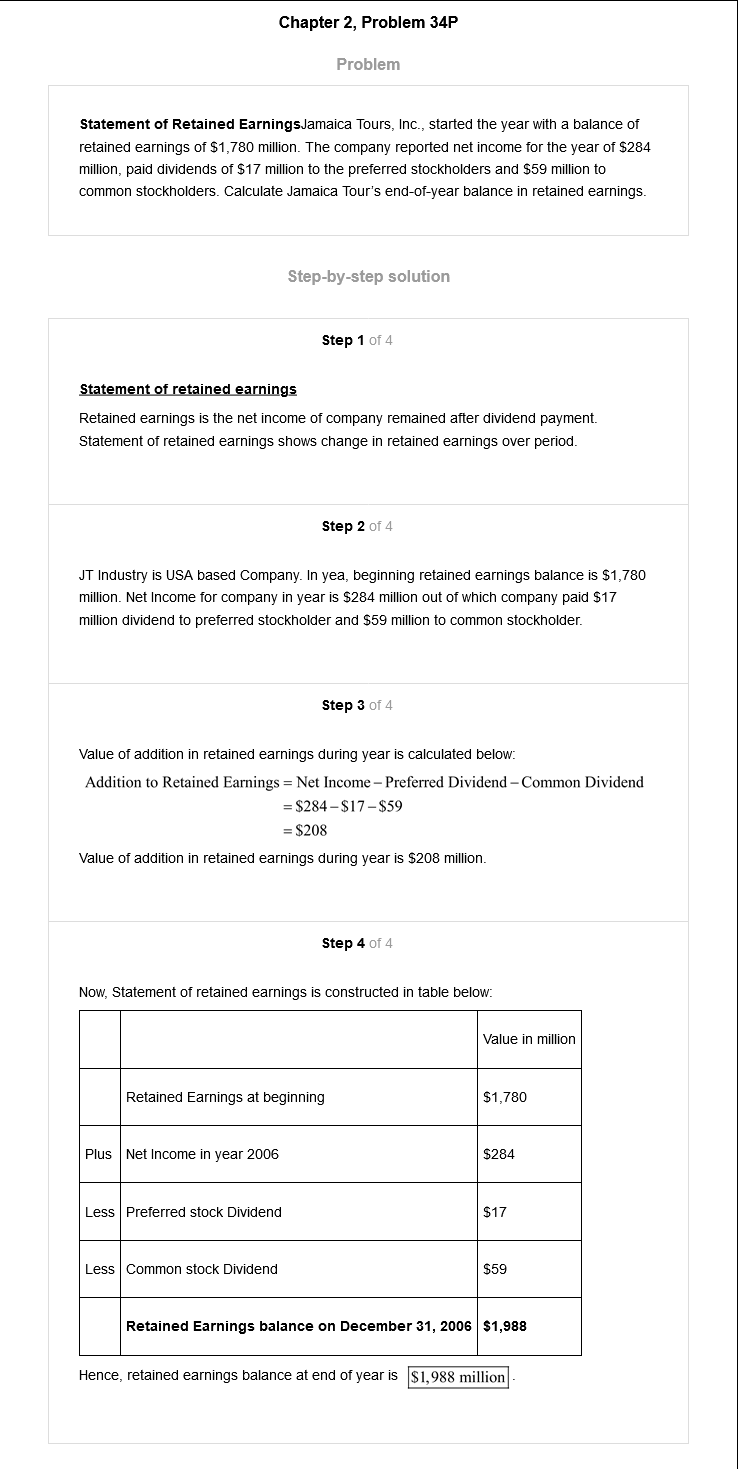 Chapter 2, Problem 34P
Problem
Statement of Retained EarningsJamaica Tours, Inc., started the year with a balance of
retained earnings of $1,780 million. The company reported net income for the year of $284
million, paid dividends of $17 million to the preferred stockholders and $59 million to
common stockholders. Calculate Jamaica Tour's end-of-year balance in retained earnings.
Step-by-step solution
Step 1 of 4
Statement of retained earnings
Retained earnings is the net income of company remained after dividend payment.
Statement of retained earnings shows change in retained earnings over period.
Step 2 of 4
JT Industry is USA based Company. In yea, beginning retained earnings balance is $1,780
million. Net Income for company in year is $284 million out of which company paid $17
million dividend to preferred stockholder and $59 million to common stockholder.
Step 3 of 4
Value of addition in retained earnings during year is calculated below:
Addition to Retained Earnings = Net Income – Preferred Dividend – Common Dividend
= $284 – $17 – $59
= $208
Value of addition in retained earnings during year is $208 million.
Step 4 of 4
Now, Statement of retained earnings is constructed in table below:
Value in million
Retained Earnings at beginning $1,780
Plus Net Income in year 2006 $284
Less Preferred stock Dividend $17
Less Common stock Dividend $59
Retained Earnings balance on December 31, 2006 $1,988
Hence, retained earnings balance at end of year is $1,988 million.